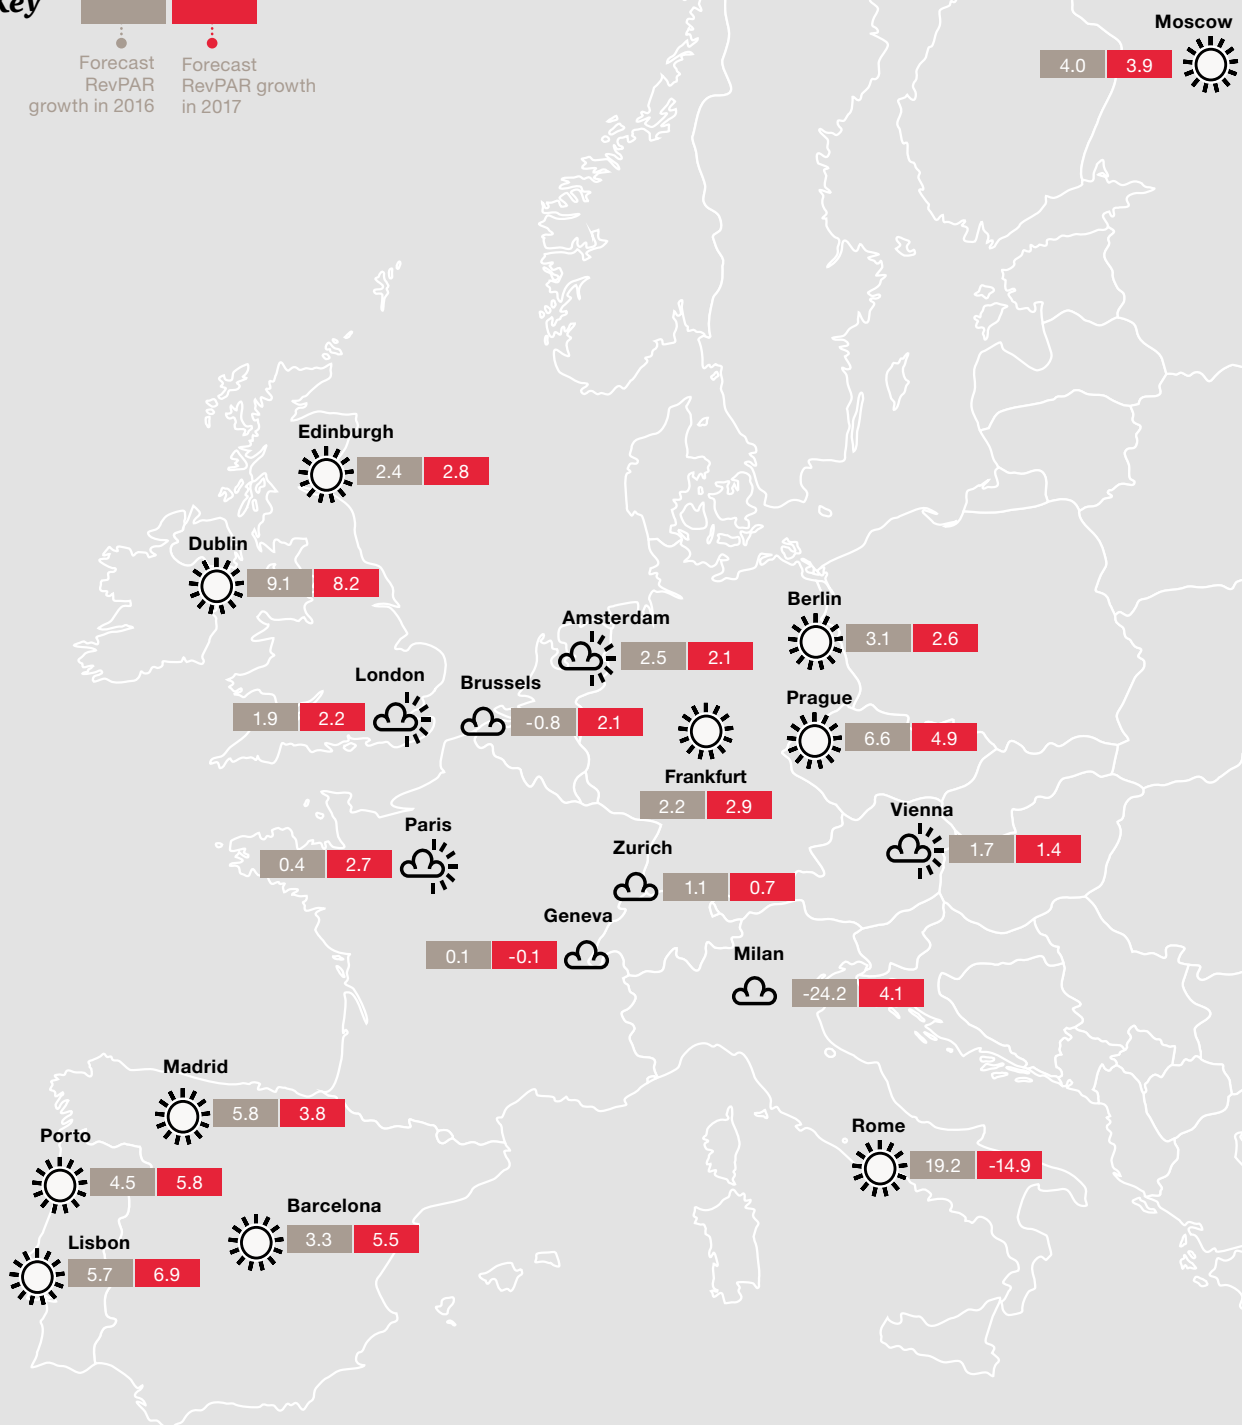 Key
Forecast
RevPAR
growth in 2016
Forecast
RevPAR growth
in 2017
Moscow
4.0 3.9
Edinburgh
2.4 2.8
Dublin
9.1 8.2
Berlin
3.1 2.6
Amsterdam
2.5 2.1
London
1.9 2.2
Brussels
-0.8 2.1
Prague
6.6 4.9
Frankfurt
2.2 2.9
Vienna
1.7 1.4
Paris
0.4 2.7
Zurich
1.1 0.7
Geneva
0.1 -0.1
Milan
-24.2 4.1
Madrid
5.8 3.8
Porto
4.5 5.8
Rome
19.2 -14.9
Barcelona
3.3 5.5
Lisbon
5.7 6.9